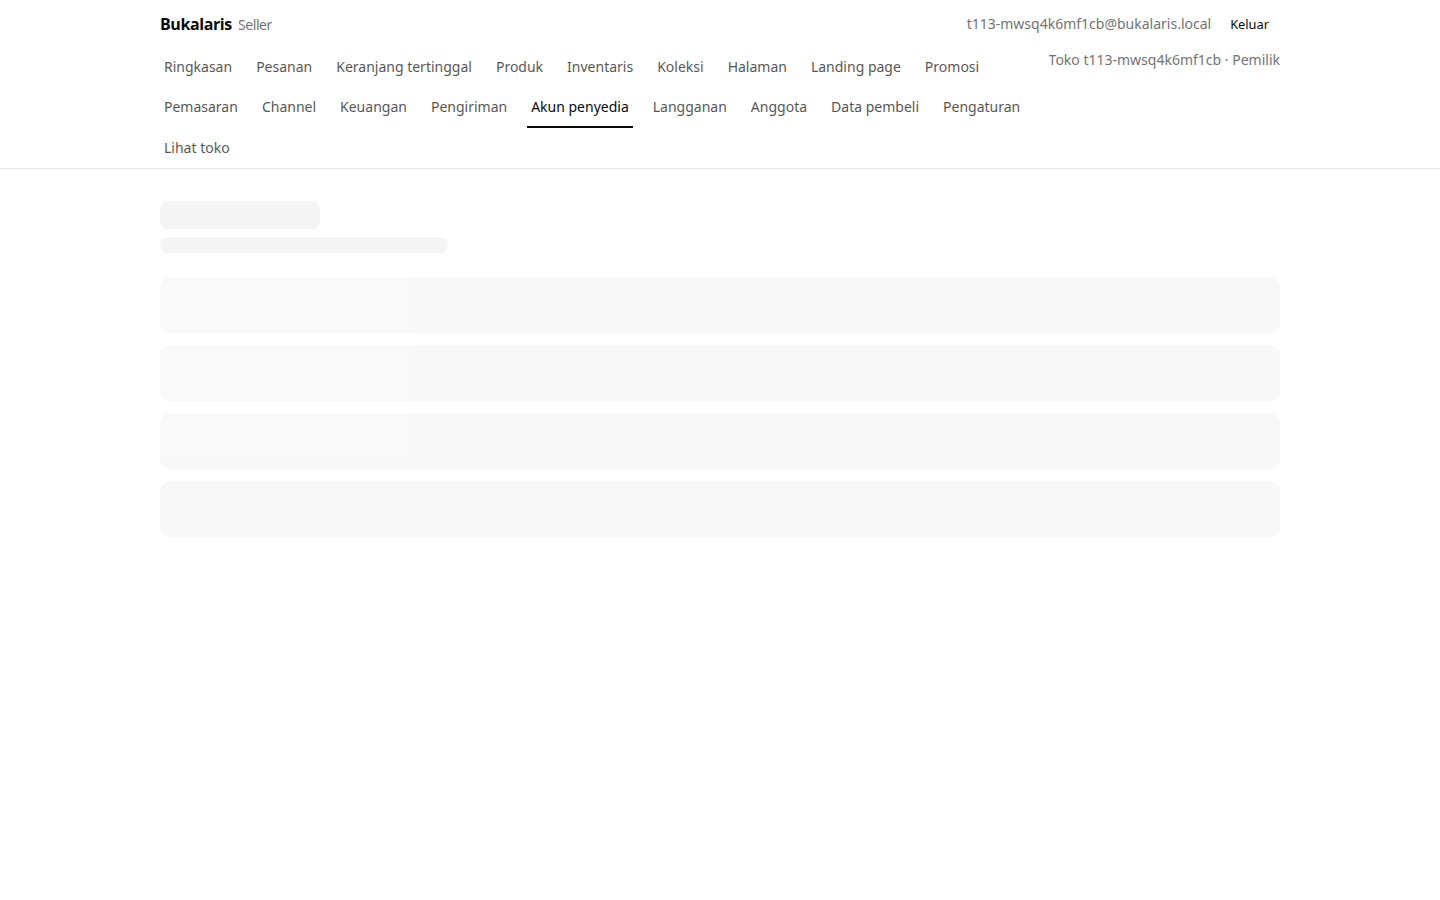 Bukalaris Seller
t113-mwsq4k6mf1cb@bukalaris.local Keluar
Ringkasan Pesanan Keranjang tertinggal Produk Inventaris Koleksi Halaman Landing page Promosi
Toko t113-mwsq4k6mf1cb · Pemilik
Pemasaran Channel Keuangan Pengiriman Akun penyedia Langganan Anggota Data pembeli Pengaturan
Lihat toko